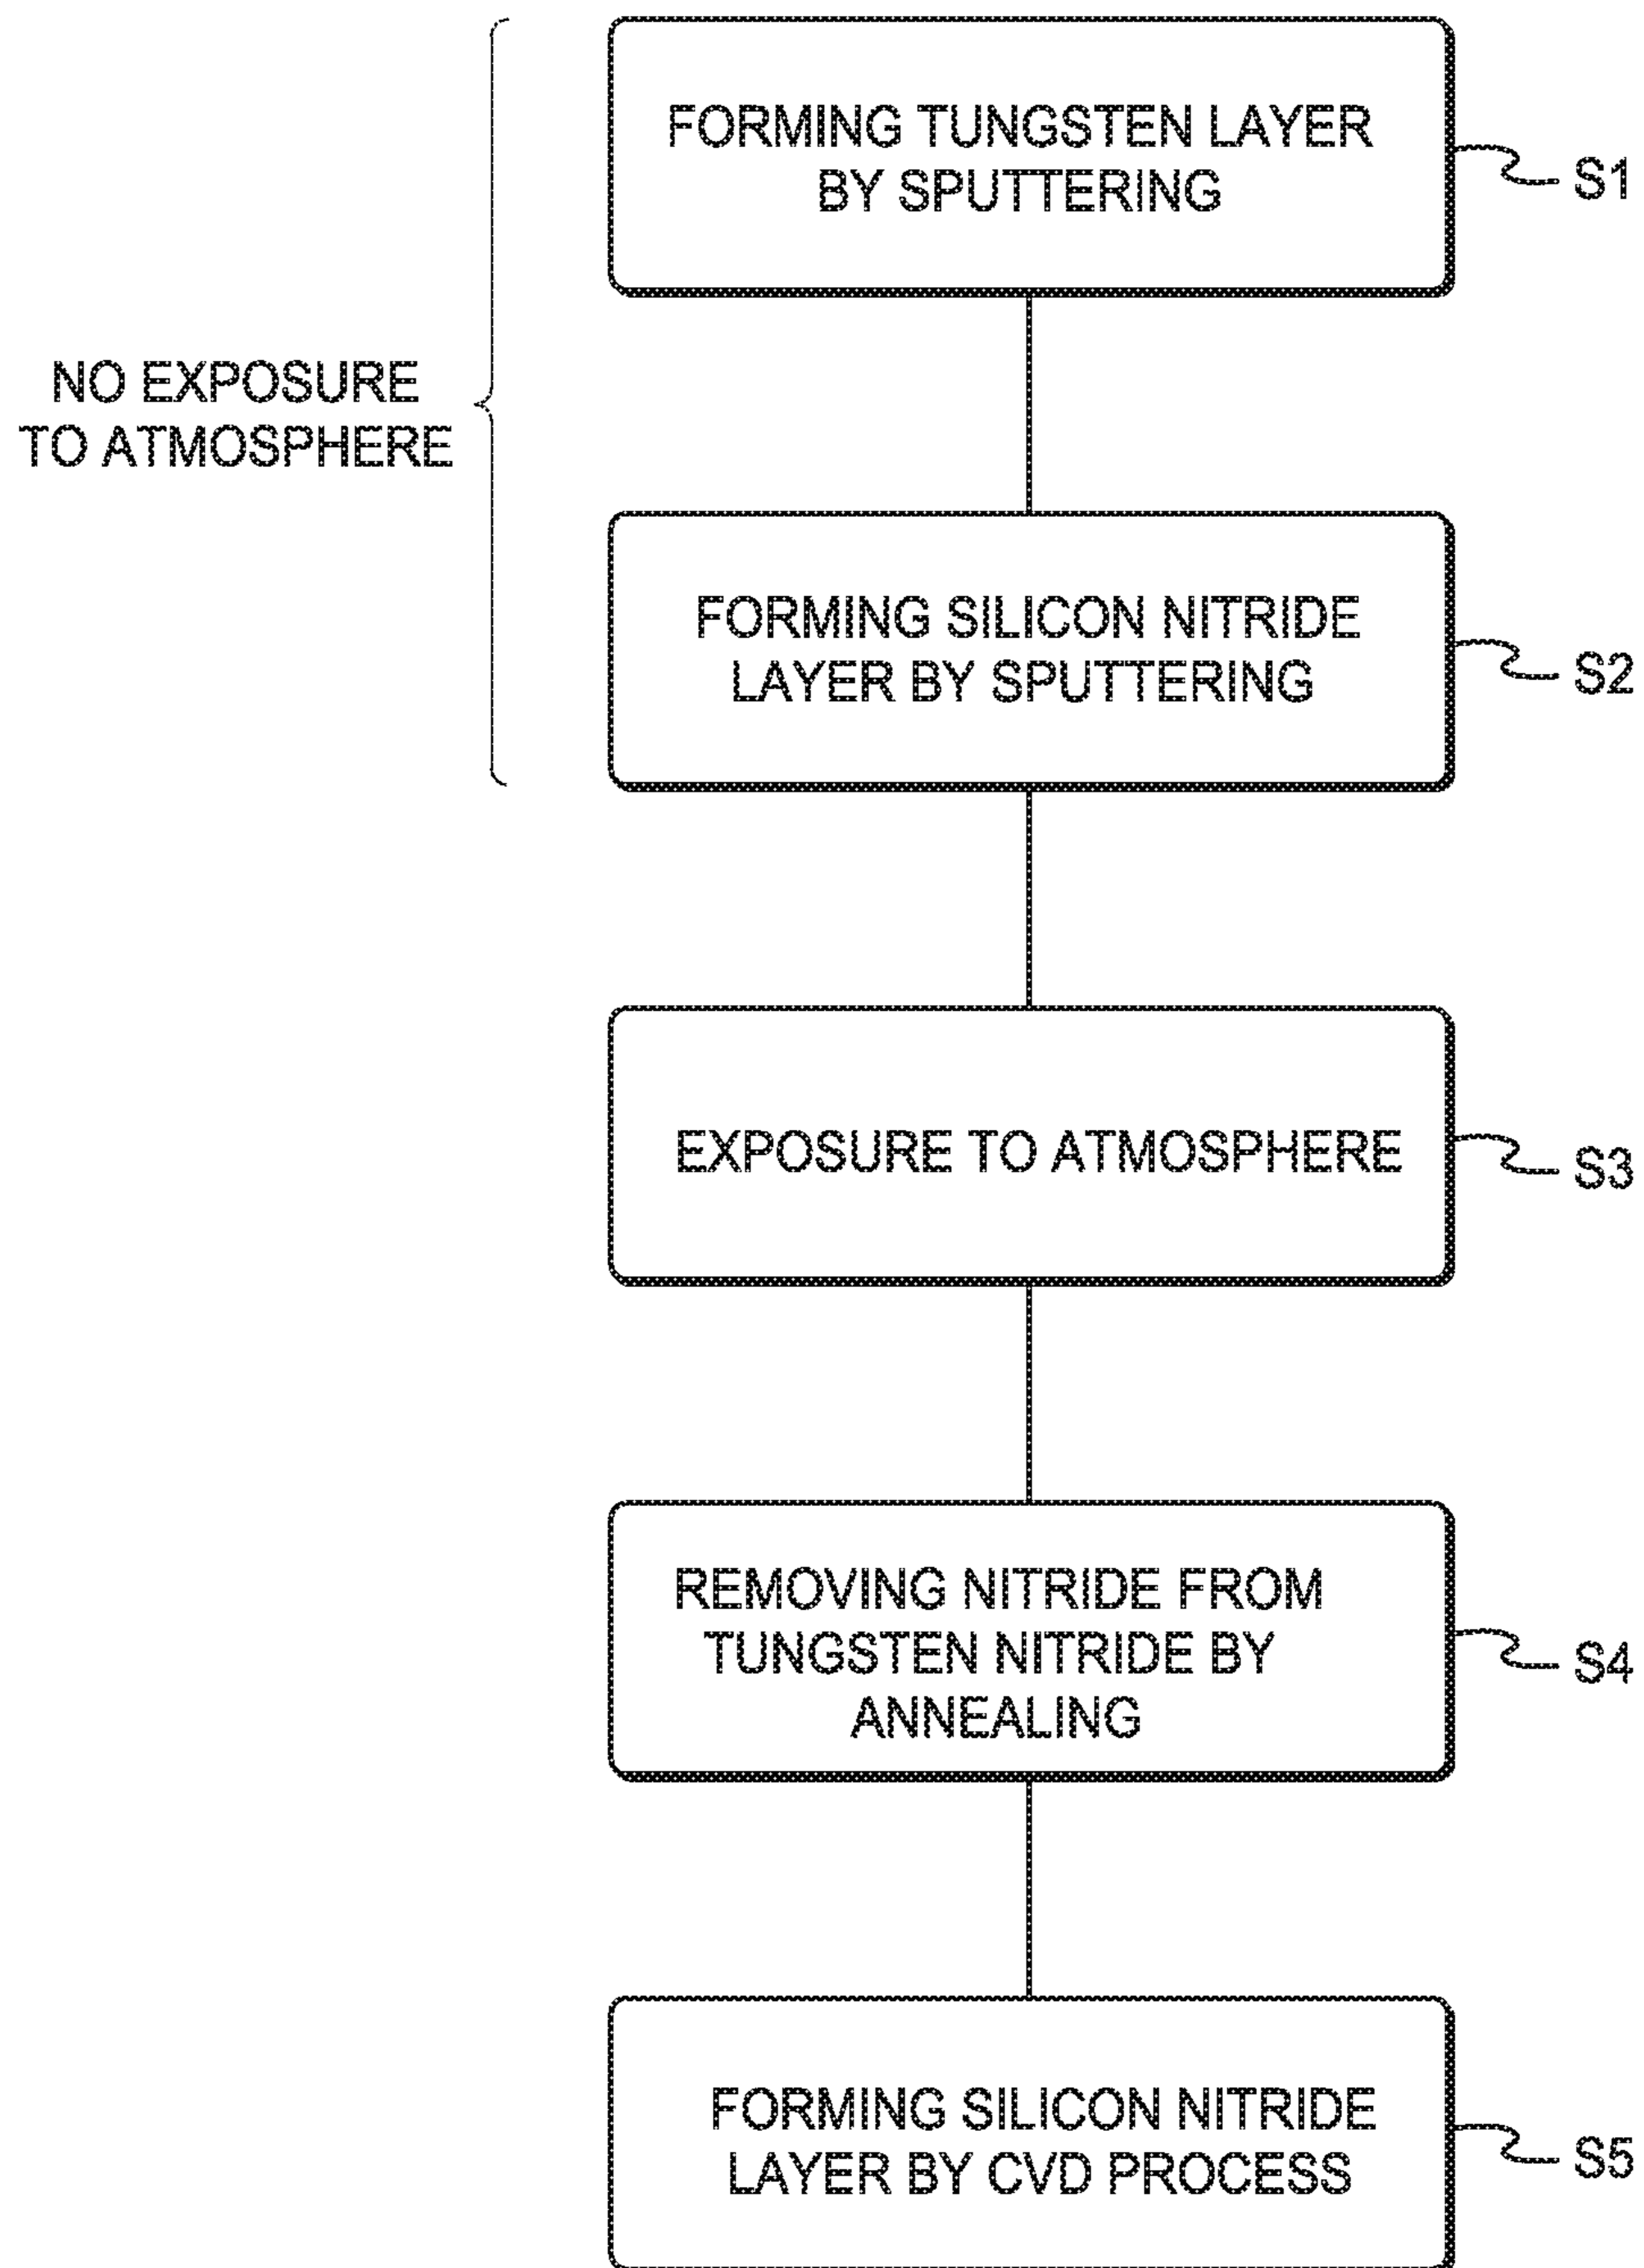 FORMING TUNGSTEN LAYER
BY SPUTTERING
S1
NO EXPOSURE
TO ATMOSPHERE
FORMING SILICON NITRIDE
LAYER BY SPUTTERING
S2
EXPOSURE TO ATMOSPHERE
S3
REMOVING NITRIDE FROM
TUNGSTEN NITRIDE BY
ANNEALING
S4
FORMING SILICON NITRIDE
LAYER BY CVD PROCESS
S5